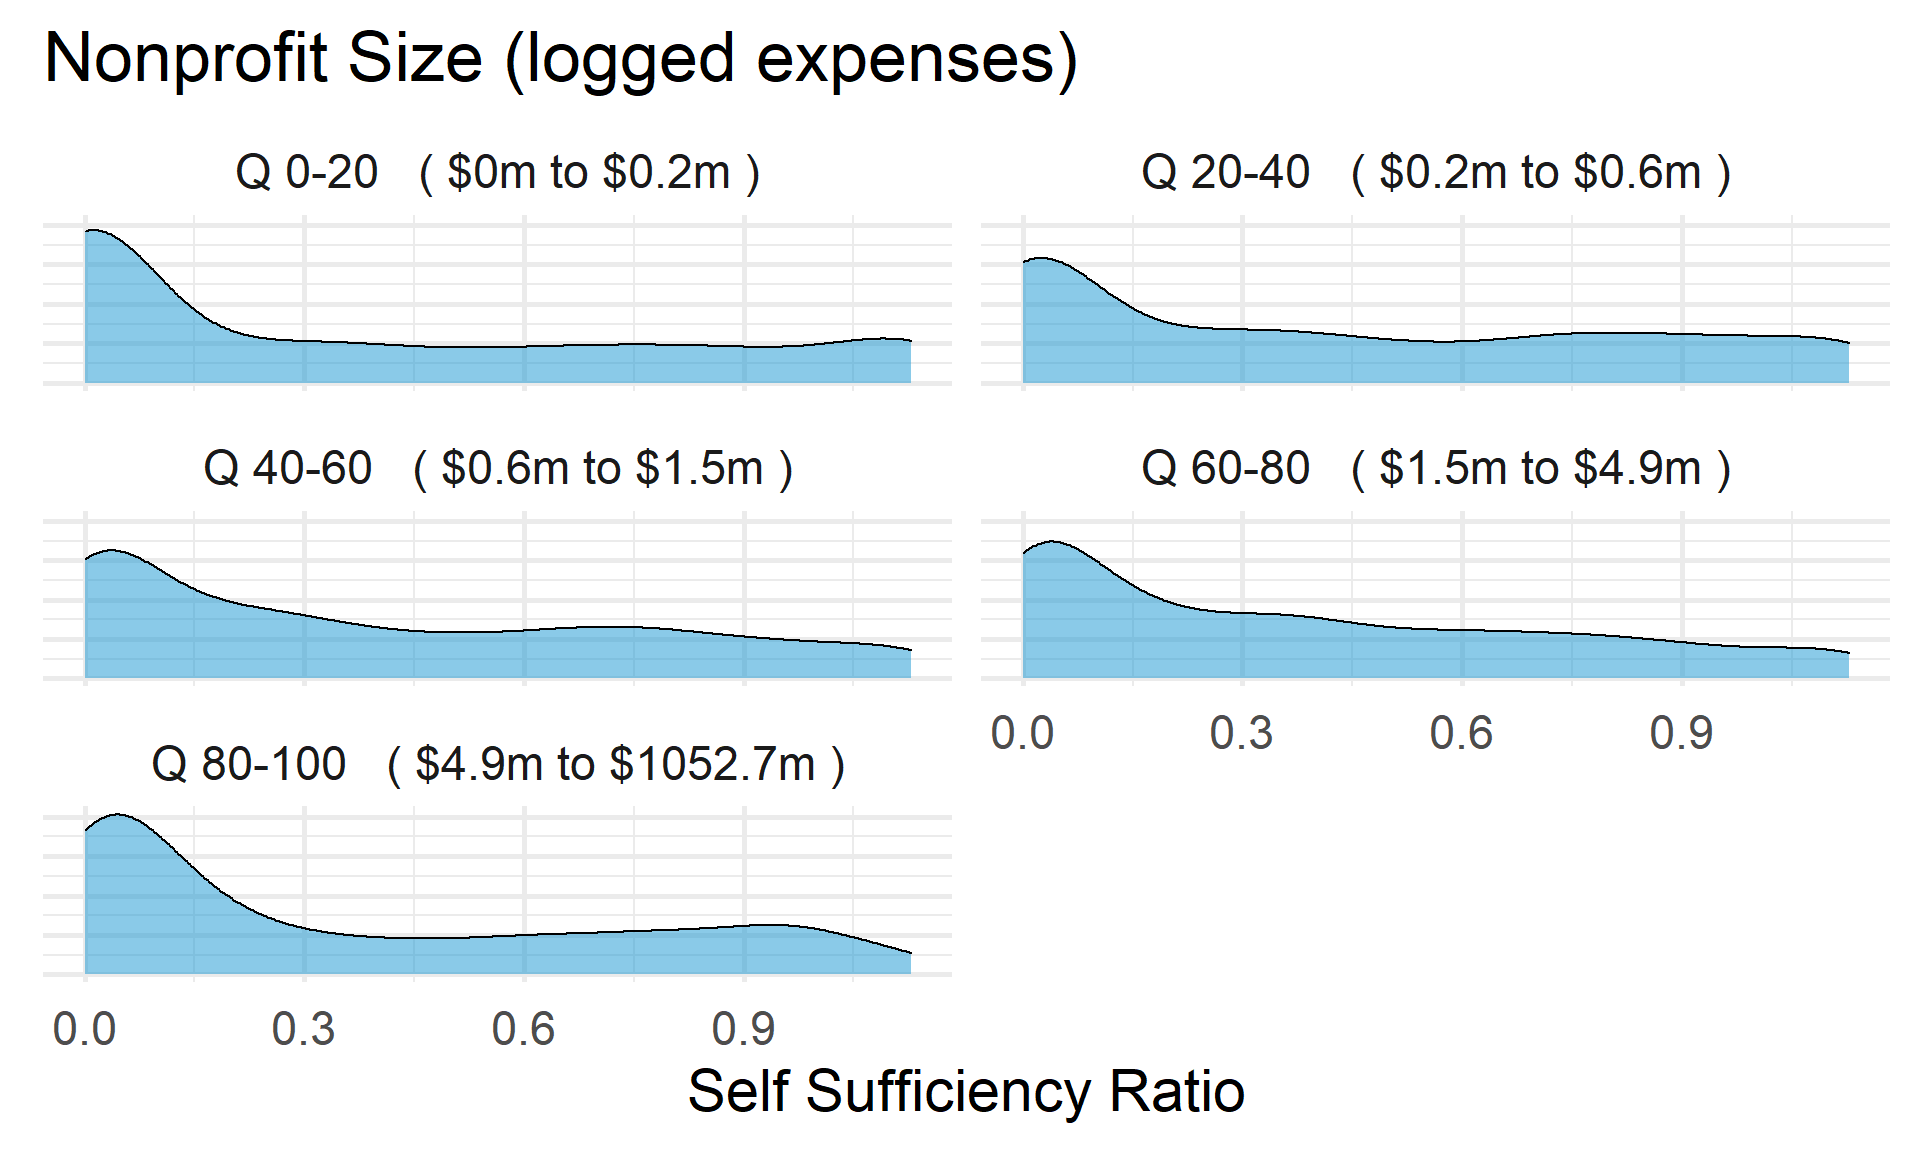 Nonprofit Size (logged expenses)
Q 0-20 ( $0m to $0.2m )
Q 20-40 ( $0.2m to $0.6m )
Q 40-60 ( $0.6m to $1.5m )
Q 60-80 ( $1.5m to $4.9m )
0.0 0.3 0.6 0.9
Q 80-100 ( $4.9m to $1052.7m )
0.0 0.3 0.6 0.9
Self Sufficiency Ratio